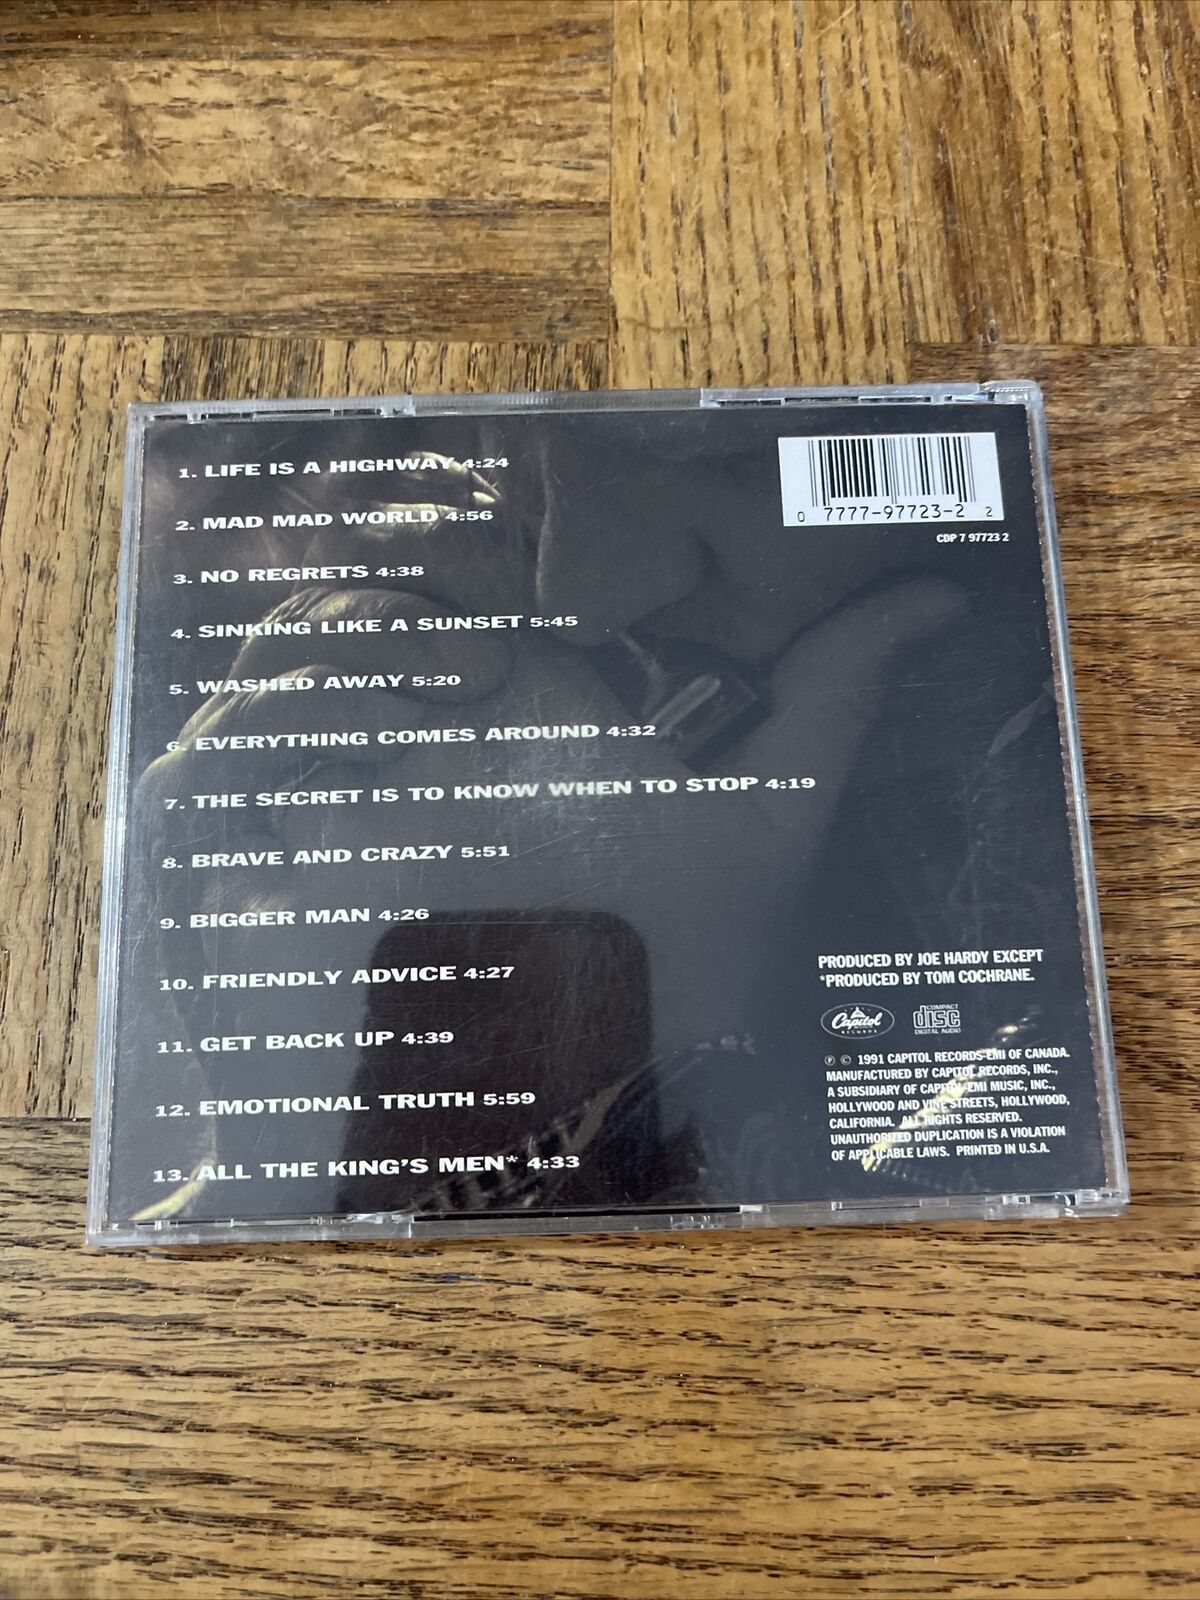 1. LIFE IS A HIGHWAY 4:24
2. MAD MAD WORLD 4:56
3. NO REGRETS 4:38
4. SINKING LIKE A SUNSET 5:45
5. WASHED AWAY 5:20
6. EVERYTHING COMES AROUND 4:32
7. THE SECRET IS TO KNOW WHEN TO STOP 4:19
8. BRAVE AND CRAZY 5:51
9. BIGGER MAN 4:26
10. FRIENDLY ADVICE 4:27
11. GET BACK UP 4:39
12. EMOTIONAL TRUTH 5:59
13. ALL THE KING'S MEN* 4:33
0 7777-97723-2 2
CDP 7 97723 2
PRODUCED BY JOE HARDY EXCEPT
*PRODUCED BY TOM COCHRANE.
Capitol
RECORDS
COMPACT
disc
DIGITAL AUDIO
℗ © 1991 CAPITOL RECORDS-EMI OF CANADA.
MANUFACTURED BY CAPITOL RECORDS, INC.,
A SUBSIDIARY OF CAPITOL-EMI MUSIC, INC.,
HOLLYWOOD AND VINE STREETS, HOLLYWOOD,
CALIFORNIA. ALL RIGHTS RESERVED.
UNAUTHORIZED DUPLICATION IS A VIOLATION
OF APPLICABLE LAWS. PRINTED IN U.S.A.